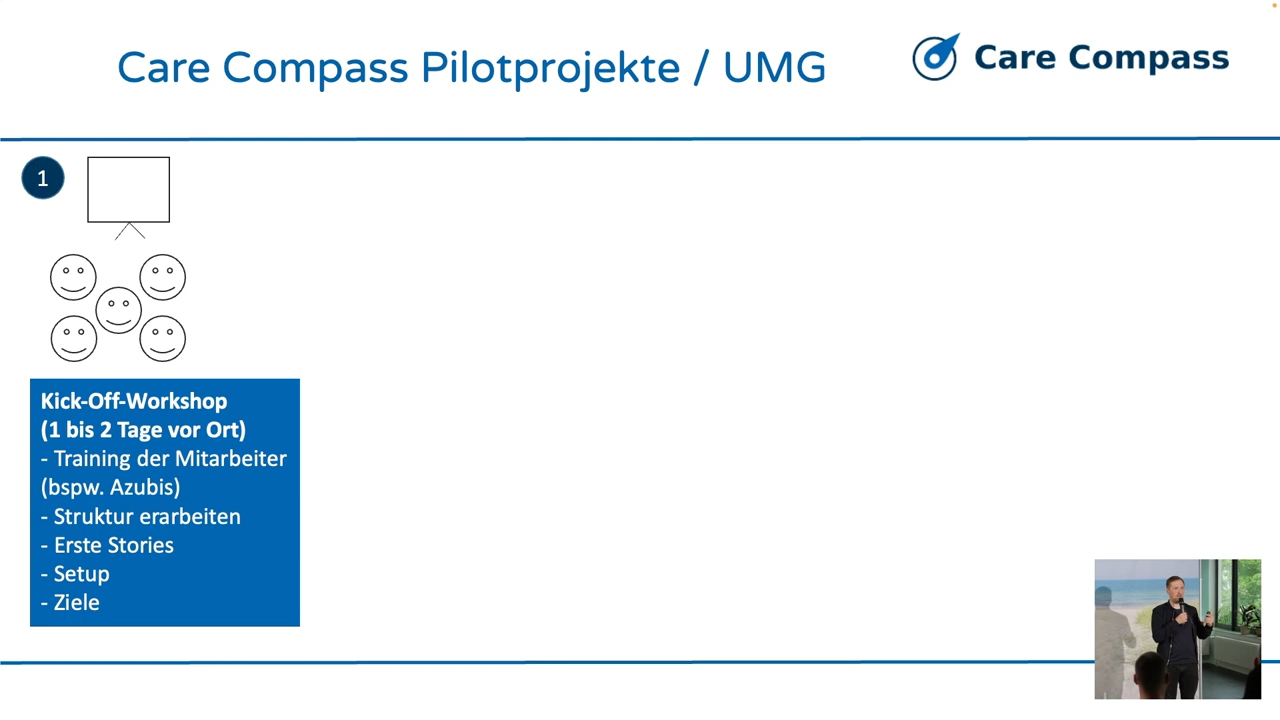 Care Compass Pilotprojekte / UMG
Care Compass
1
Kick-Off-Workshop
(1 bis 2 Tage vor Ort)
- Training der Mitarbeiter
(bspw. Azubis)
- Struktur erarbeiten
- Erste Stories
- Setup
- Ziele